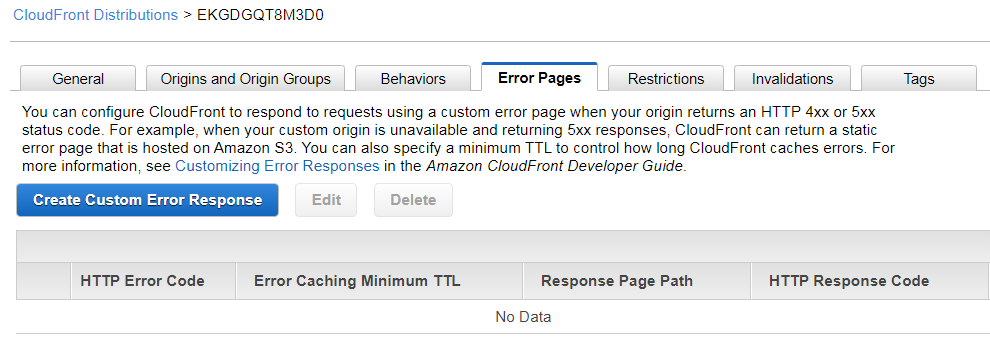 CloudFront Distributions > EKGDGQT8M3D0
General Origins and Origin Groups Behaviors Error Pages Restrictions Invalidations Tags
You can configure CloudFront to respond to requests using a custom error page when your origin returns an HTTP 4xx or 5xx
status code. For example, when your custom origin is unavailable and returning 5xx responses, CloudFront can return a static
error page that is hosted on Amazon S3. You can also specify a minimum TTL to control how long CloudFront caches errors. For
more information, see Customizing Error Responses in the Amazon CloudFront Developer Guide.
Create Custom Error Response Edit Delete
HTTP Error Code Error Caching Minimum TTL Response Page Path HTTP Response Code
No Data